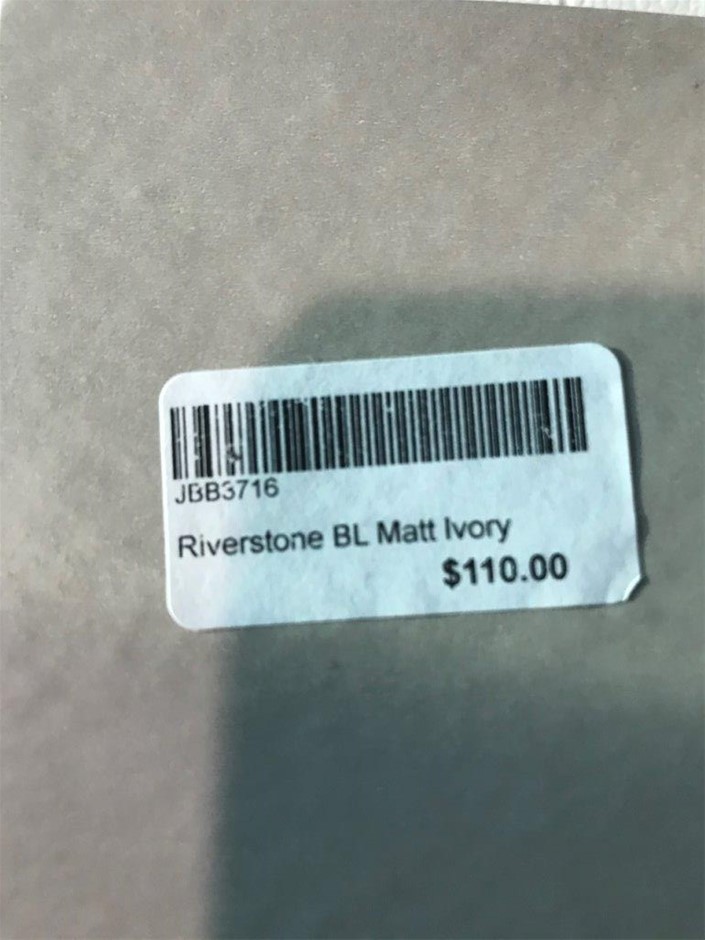 JBB3716
Riverstone BL Matt Ivory
$110.00